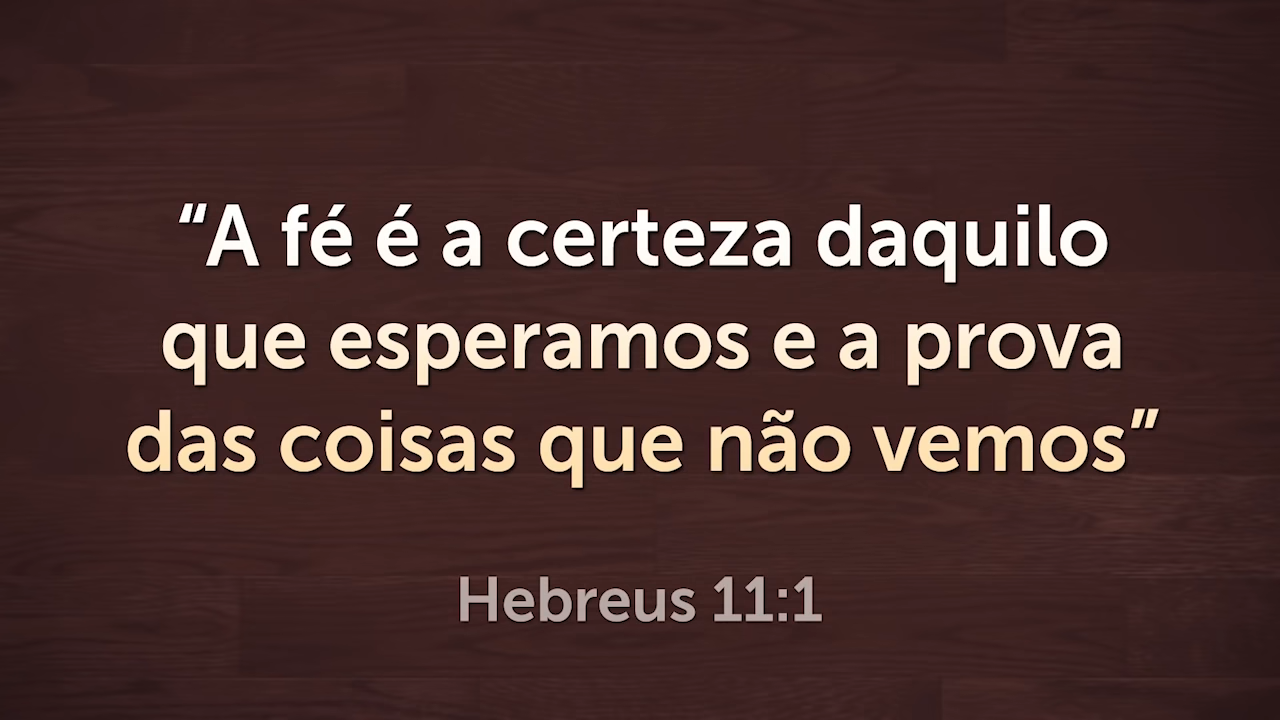 “A fé é a certeza daquilo
que esperamos e a prova
das coisas que não vemos”
Hebreus 11:1